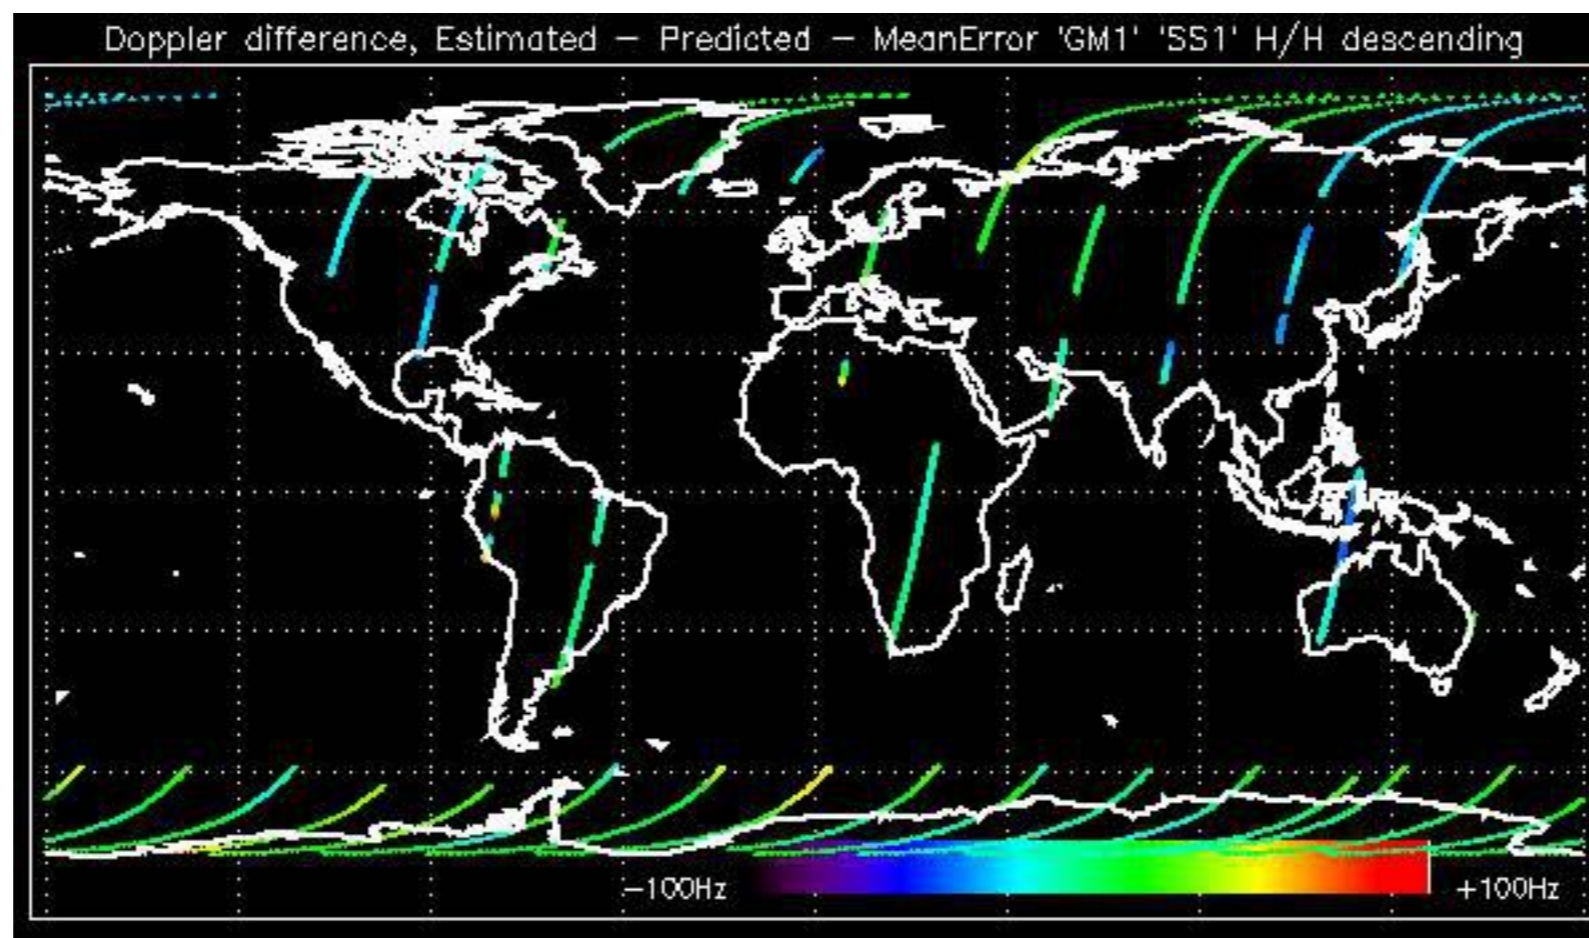 Doppler difference, Estimated - Predicted - MeanError 'GM1' 'SS1' H/H descending
-100Hz +100Hz